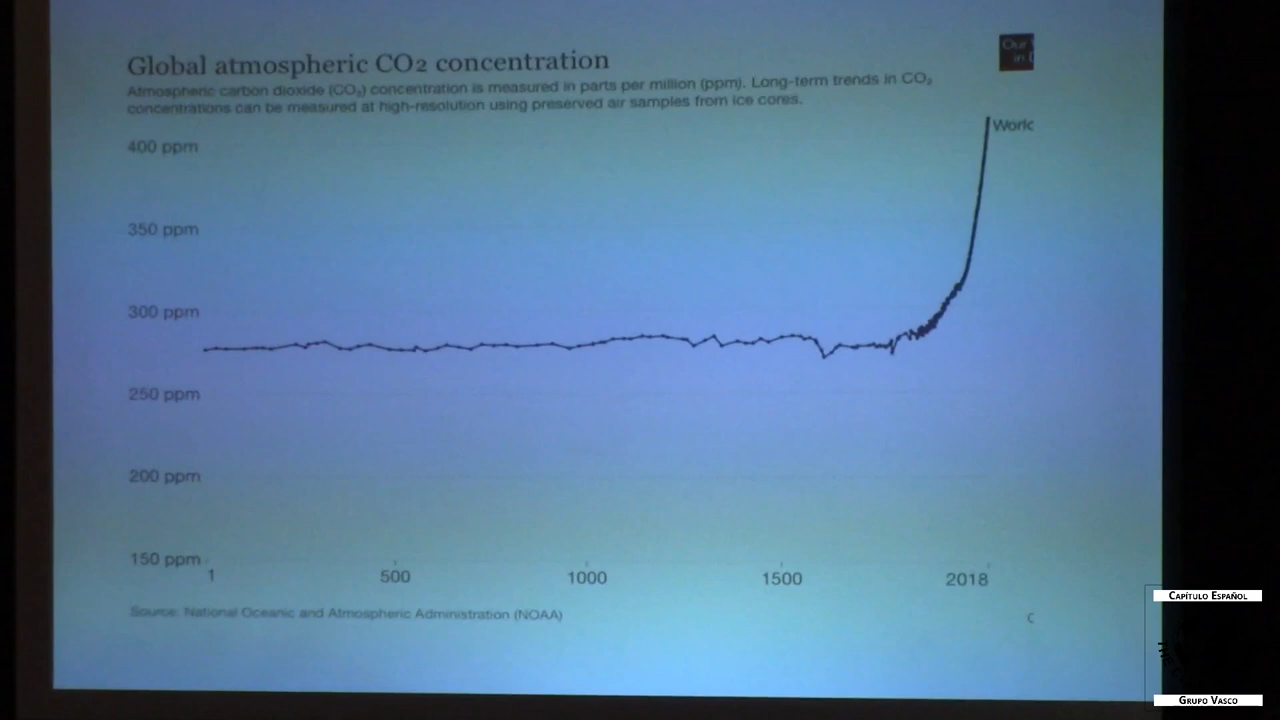 Global atmospheric CO2 concentration
Our
in
Atmospheric carbon dioxide (CO₂) concentration is measured in parts per million (ppm). Long-term trends in CO₂
concentrations can be measured at high-resolution using preserved air samples from ice cores.
Worlc
400 ppm
350 ppm
300 ppm
250 ppm
200 ppm
150 ppm
1
500
1000
1500
2018
Source: National Oceanic and Atmospheric Administration (NOAA)
C
Capítulo Español
Grupo Vasco